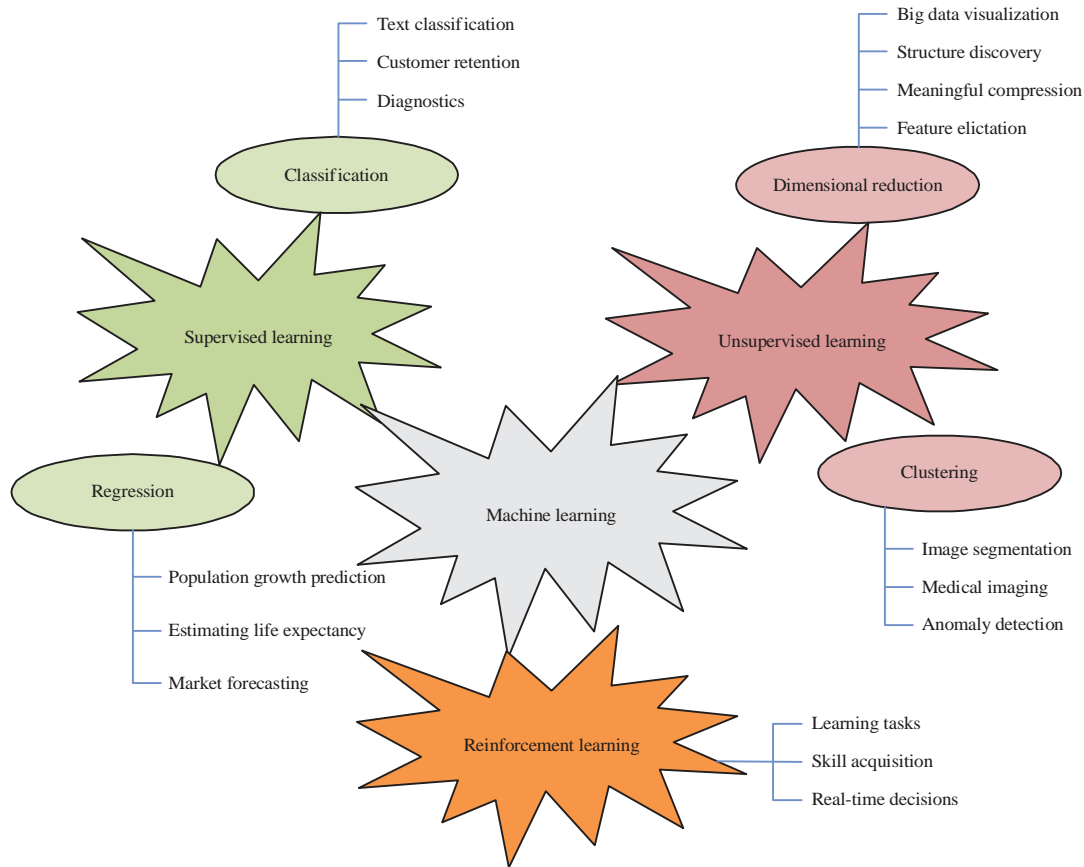 Text classification
Customer retention
Diagnostics
Classification
Big data visualization
Structure discovery
Meaningful compression
Feature elictation
Dimensional reduction
Supervised learning
Unsupervised learning
Regression
Population growth prediction
Estimating life expectancy
Market forecasting
Machine learning
Clustering
Image segmentation
Medical imaging
Anomaly detection
Reinforcement learning
Learning tasks
Skill acquisition
Real-time decisions